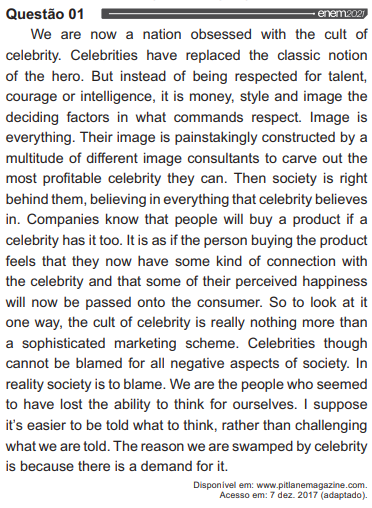 Questão 01 enem2021
We are now a nation obsessed with the cult of
celebrity. Celebrities have replaced the classic notion
of the hero. But instead of being respected for talent,
courage or intelligence, it is money, style and image the
deciding factors in what commands respect. Image is
everything. Their image is painstakingly constructed by a
multitude of different image consultants to carve out the
most profitable celebrity they can. Then society is right
behind them, believing in everything that celebrity believes
in. Companies know that people will buy a product if a
celebrity has it too. It is as if the person buying the product
feels that they now have some kind of connection with
the celebrity and that some of their perceived happiness
will now be passed onto the consumer. So to look at it
one way, the cult of celebrity is really nothing more than
a sophisticated marketing scheme. Celebrities though
cannot be blamed for all negative aspects of society. In
reality society is to blame. We are the people who seemed
to have lost the ability to think for ourselves. I suppose
it's easier to be told what to think, rather than challenging
what we are told. The reason we are swamped by celebrity
is because there is a demand for it.
Disponível em: www.pitlanemagazine.com.
Acesso em: 7 dez. 2017 (adaptado).